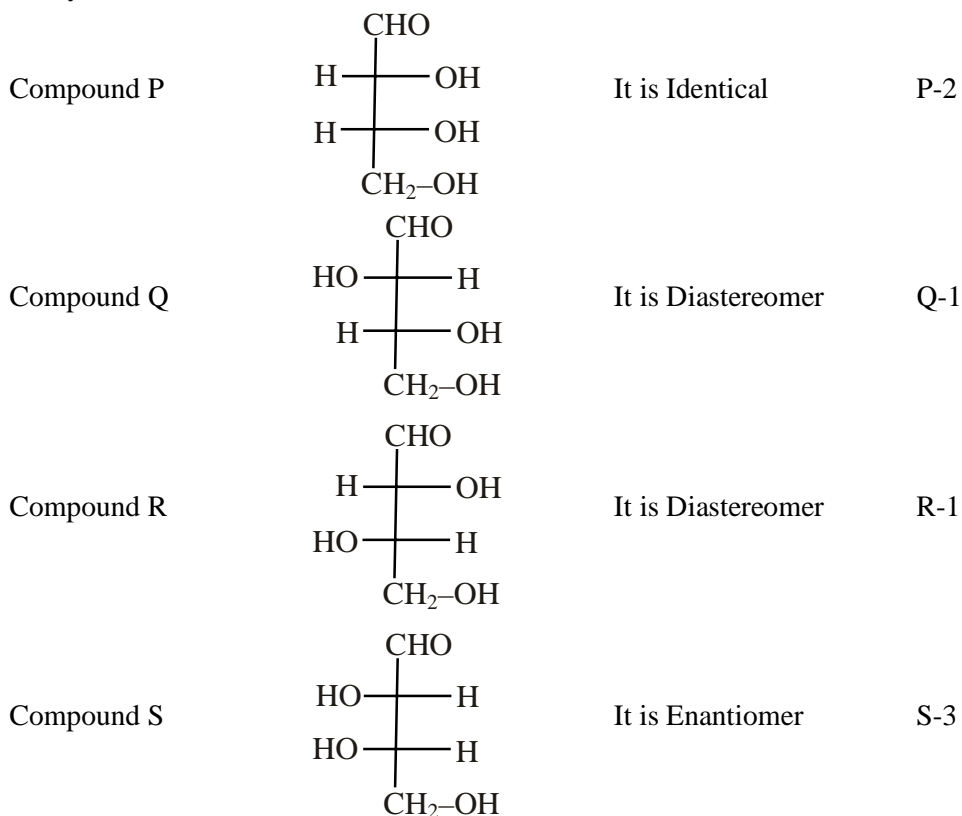 CHO
H OH
Compound P It is Identical P-2
H OH
CH₂–OH
CHO
HO H
Compound Q It is Diastereomer Q-1
H OH
CH₂–OH
CHO
H OH
Compound R It is Diastereomer R-1
HO H
CH₂–OH
CHO
HO H
Compound S It is Enantiomer S-3
HO H
CH₂–OH